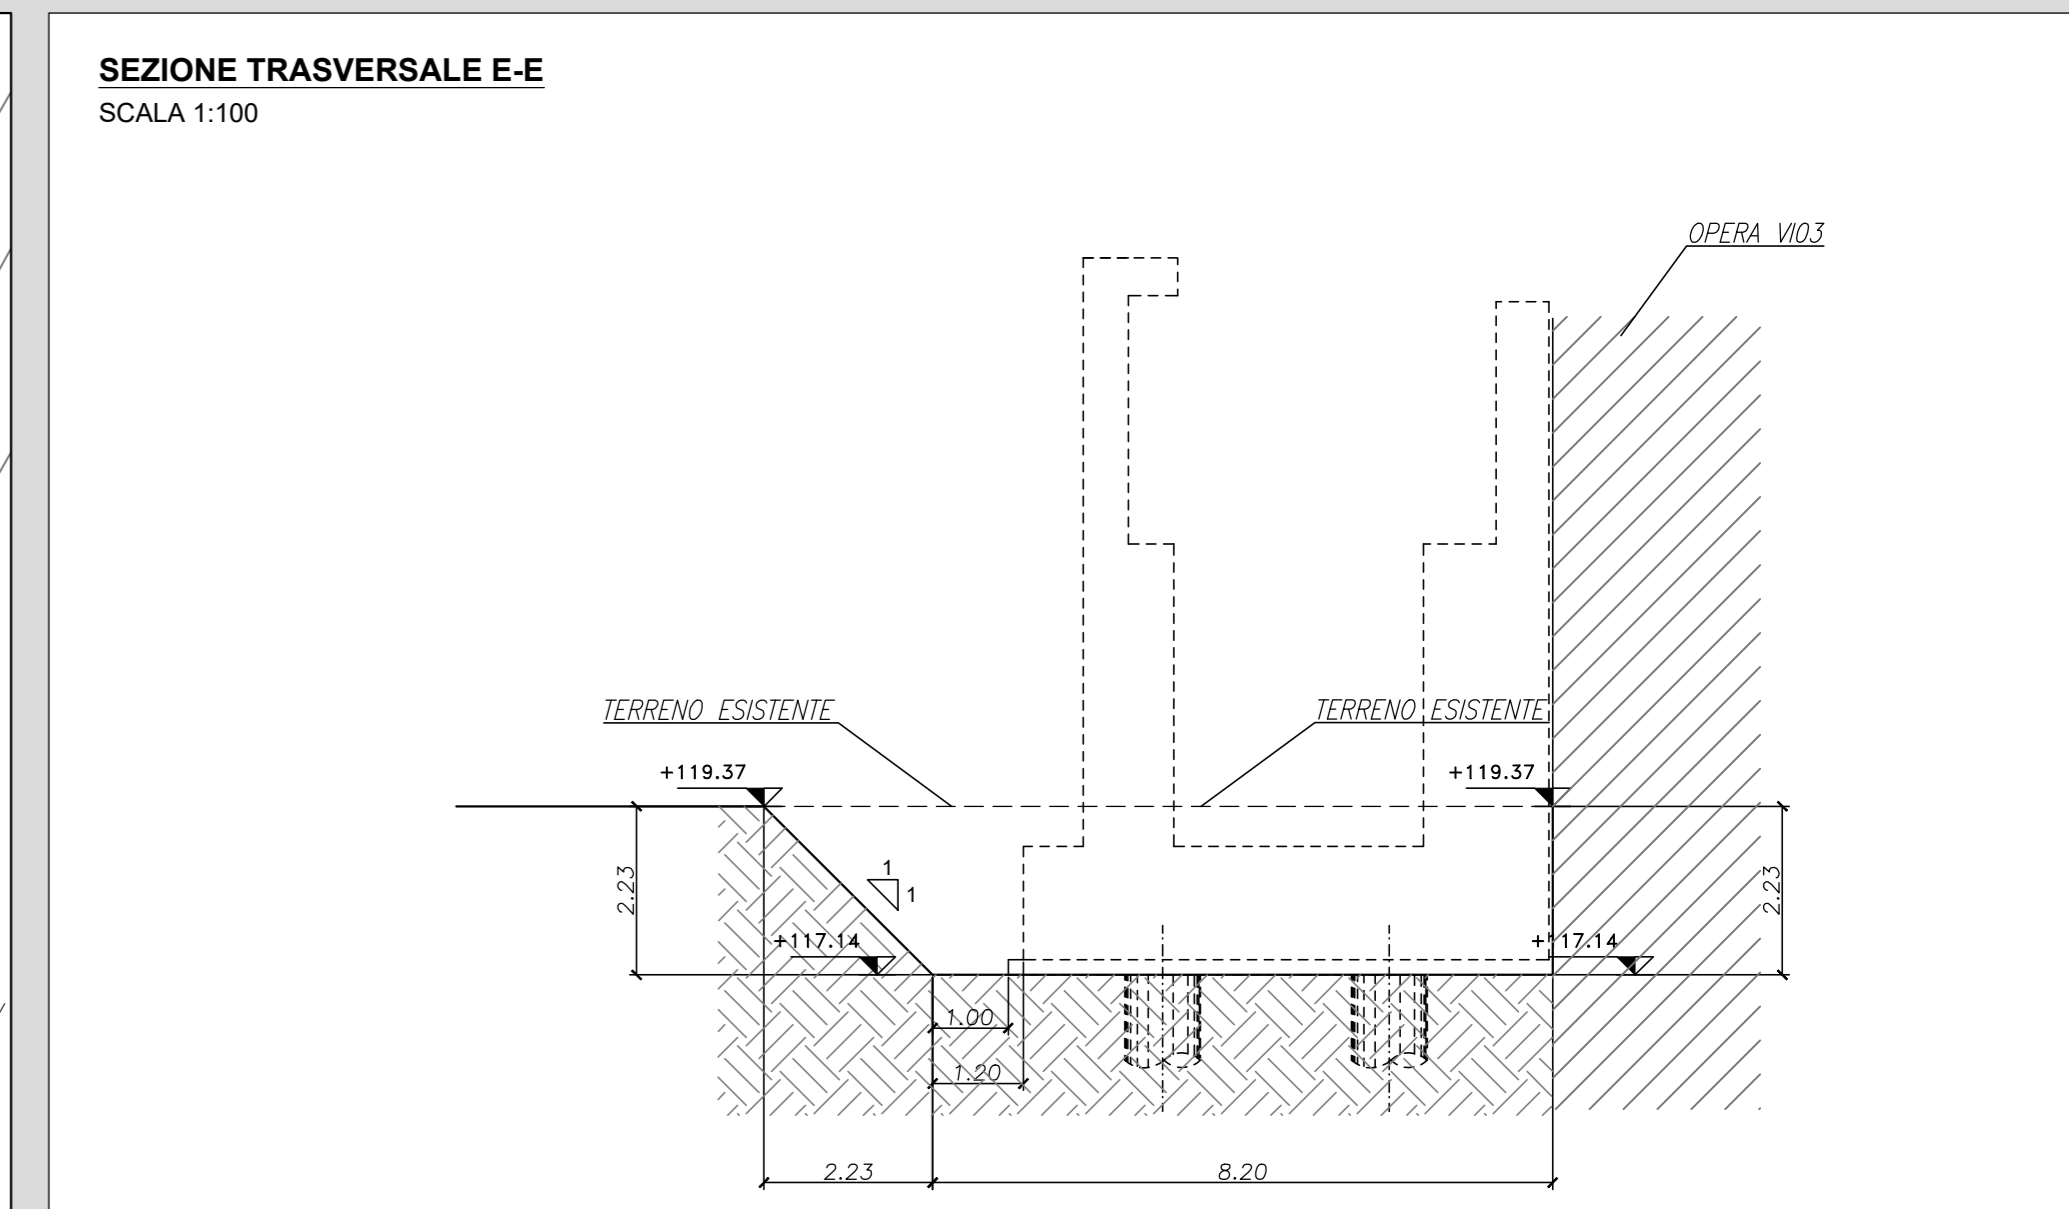 SEZIONE TRASVERSALE E-E
SCALA 1:100
OPERA VI03
TERRENO ESISTENTE
TERRENO ESISTENTE
+119.37
+119.37
2.23
1
1
2.23
+117.14
+117.14
1.00
1.20
2.23
8.20